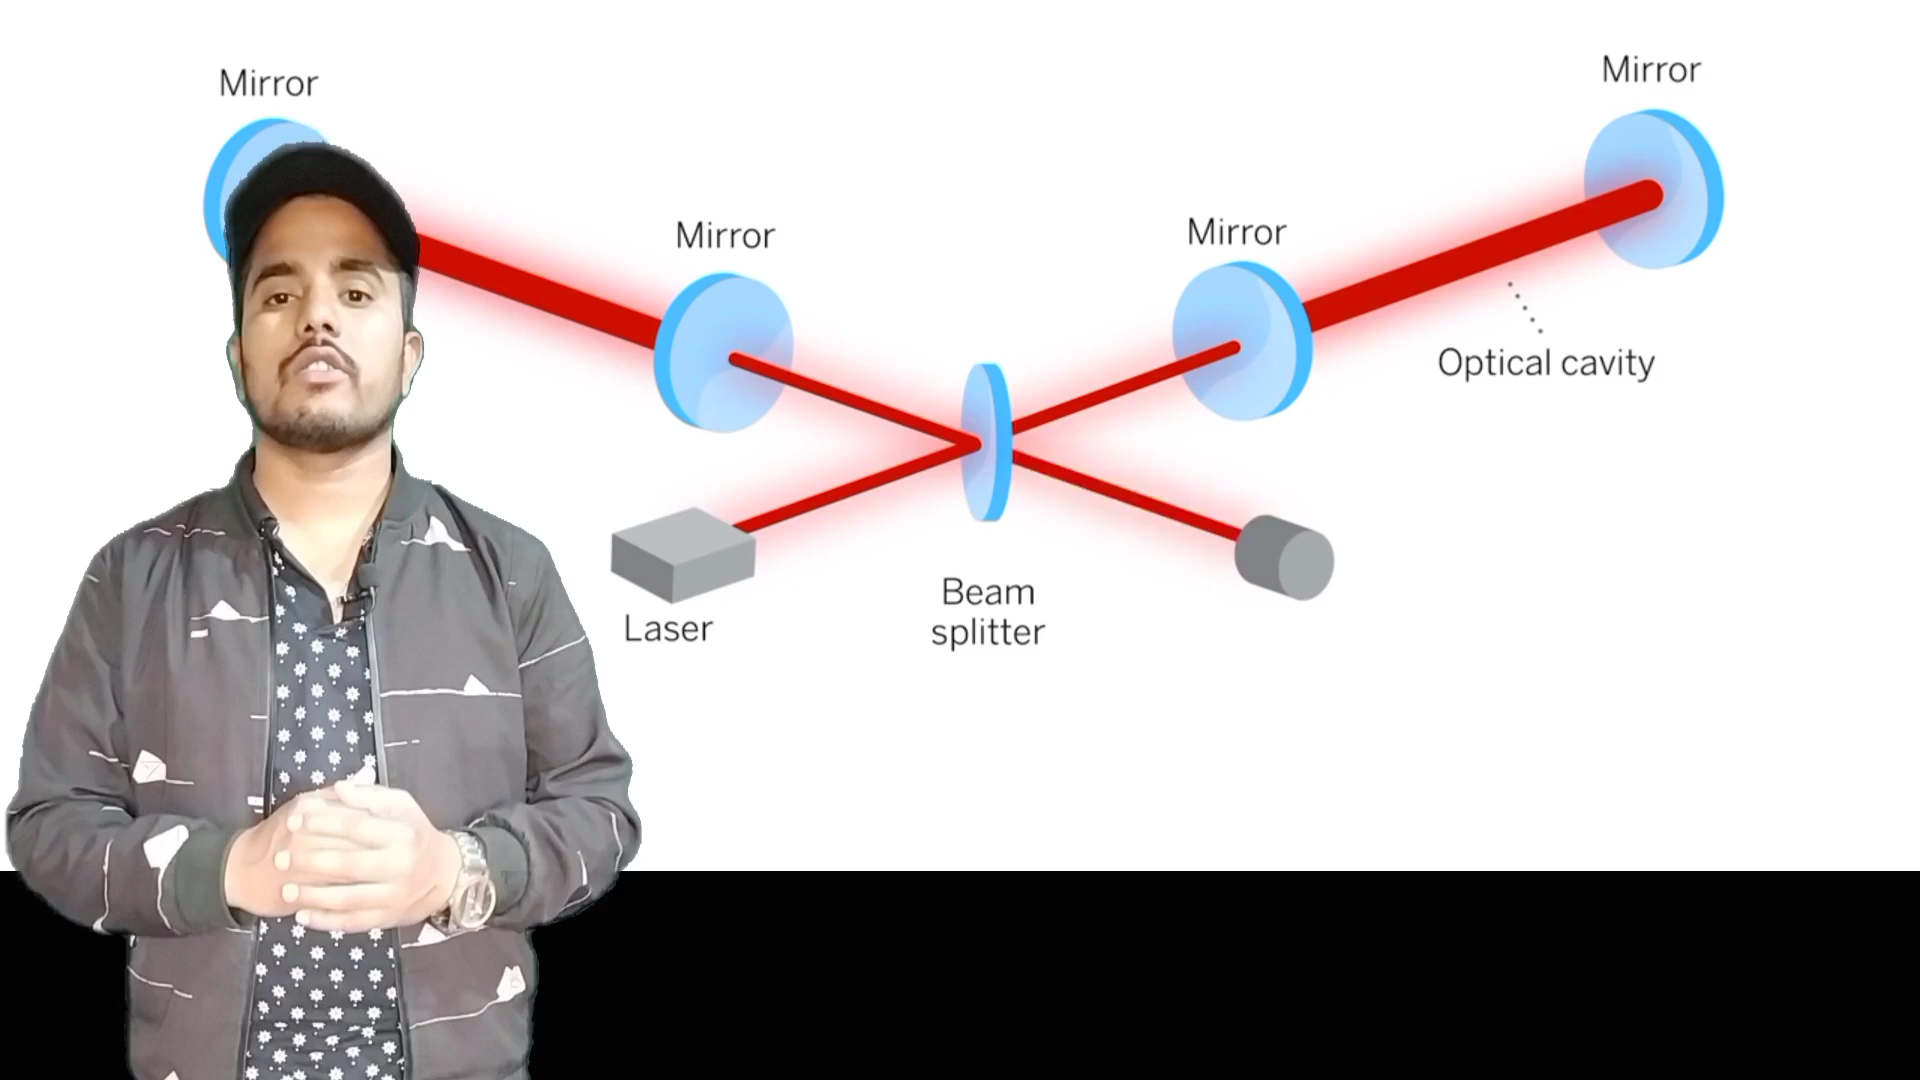 Mirror
Mirror
Mirror
Mirror
Optical cavity
Laser
Beam
splitter